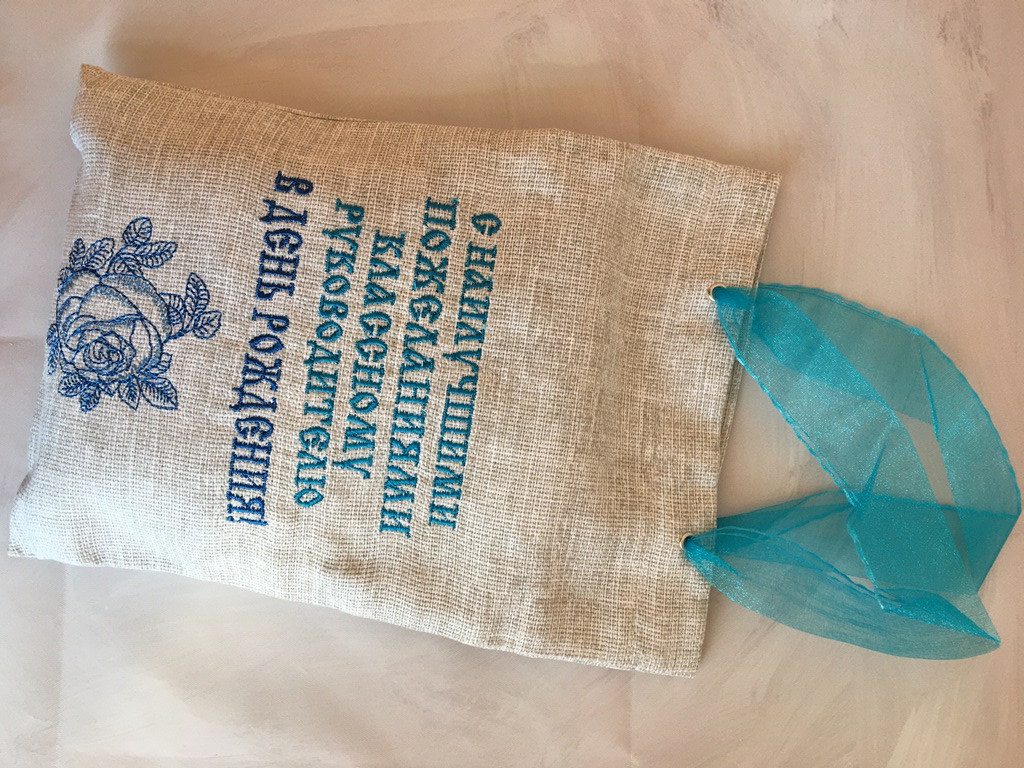 С НАИЛУЧШИМИ
ПОЖЕЛАНИЯМИ
КЛАССНОМУ
РУКОВОДИТЕЛЮ
В ДЕНЬ РОЖДЕНИЯ!